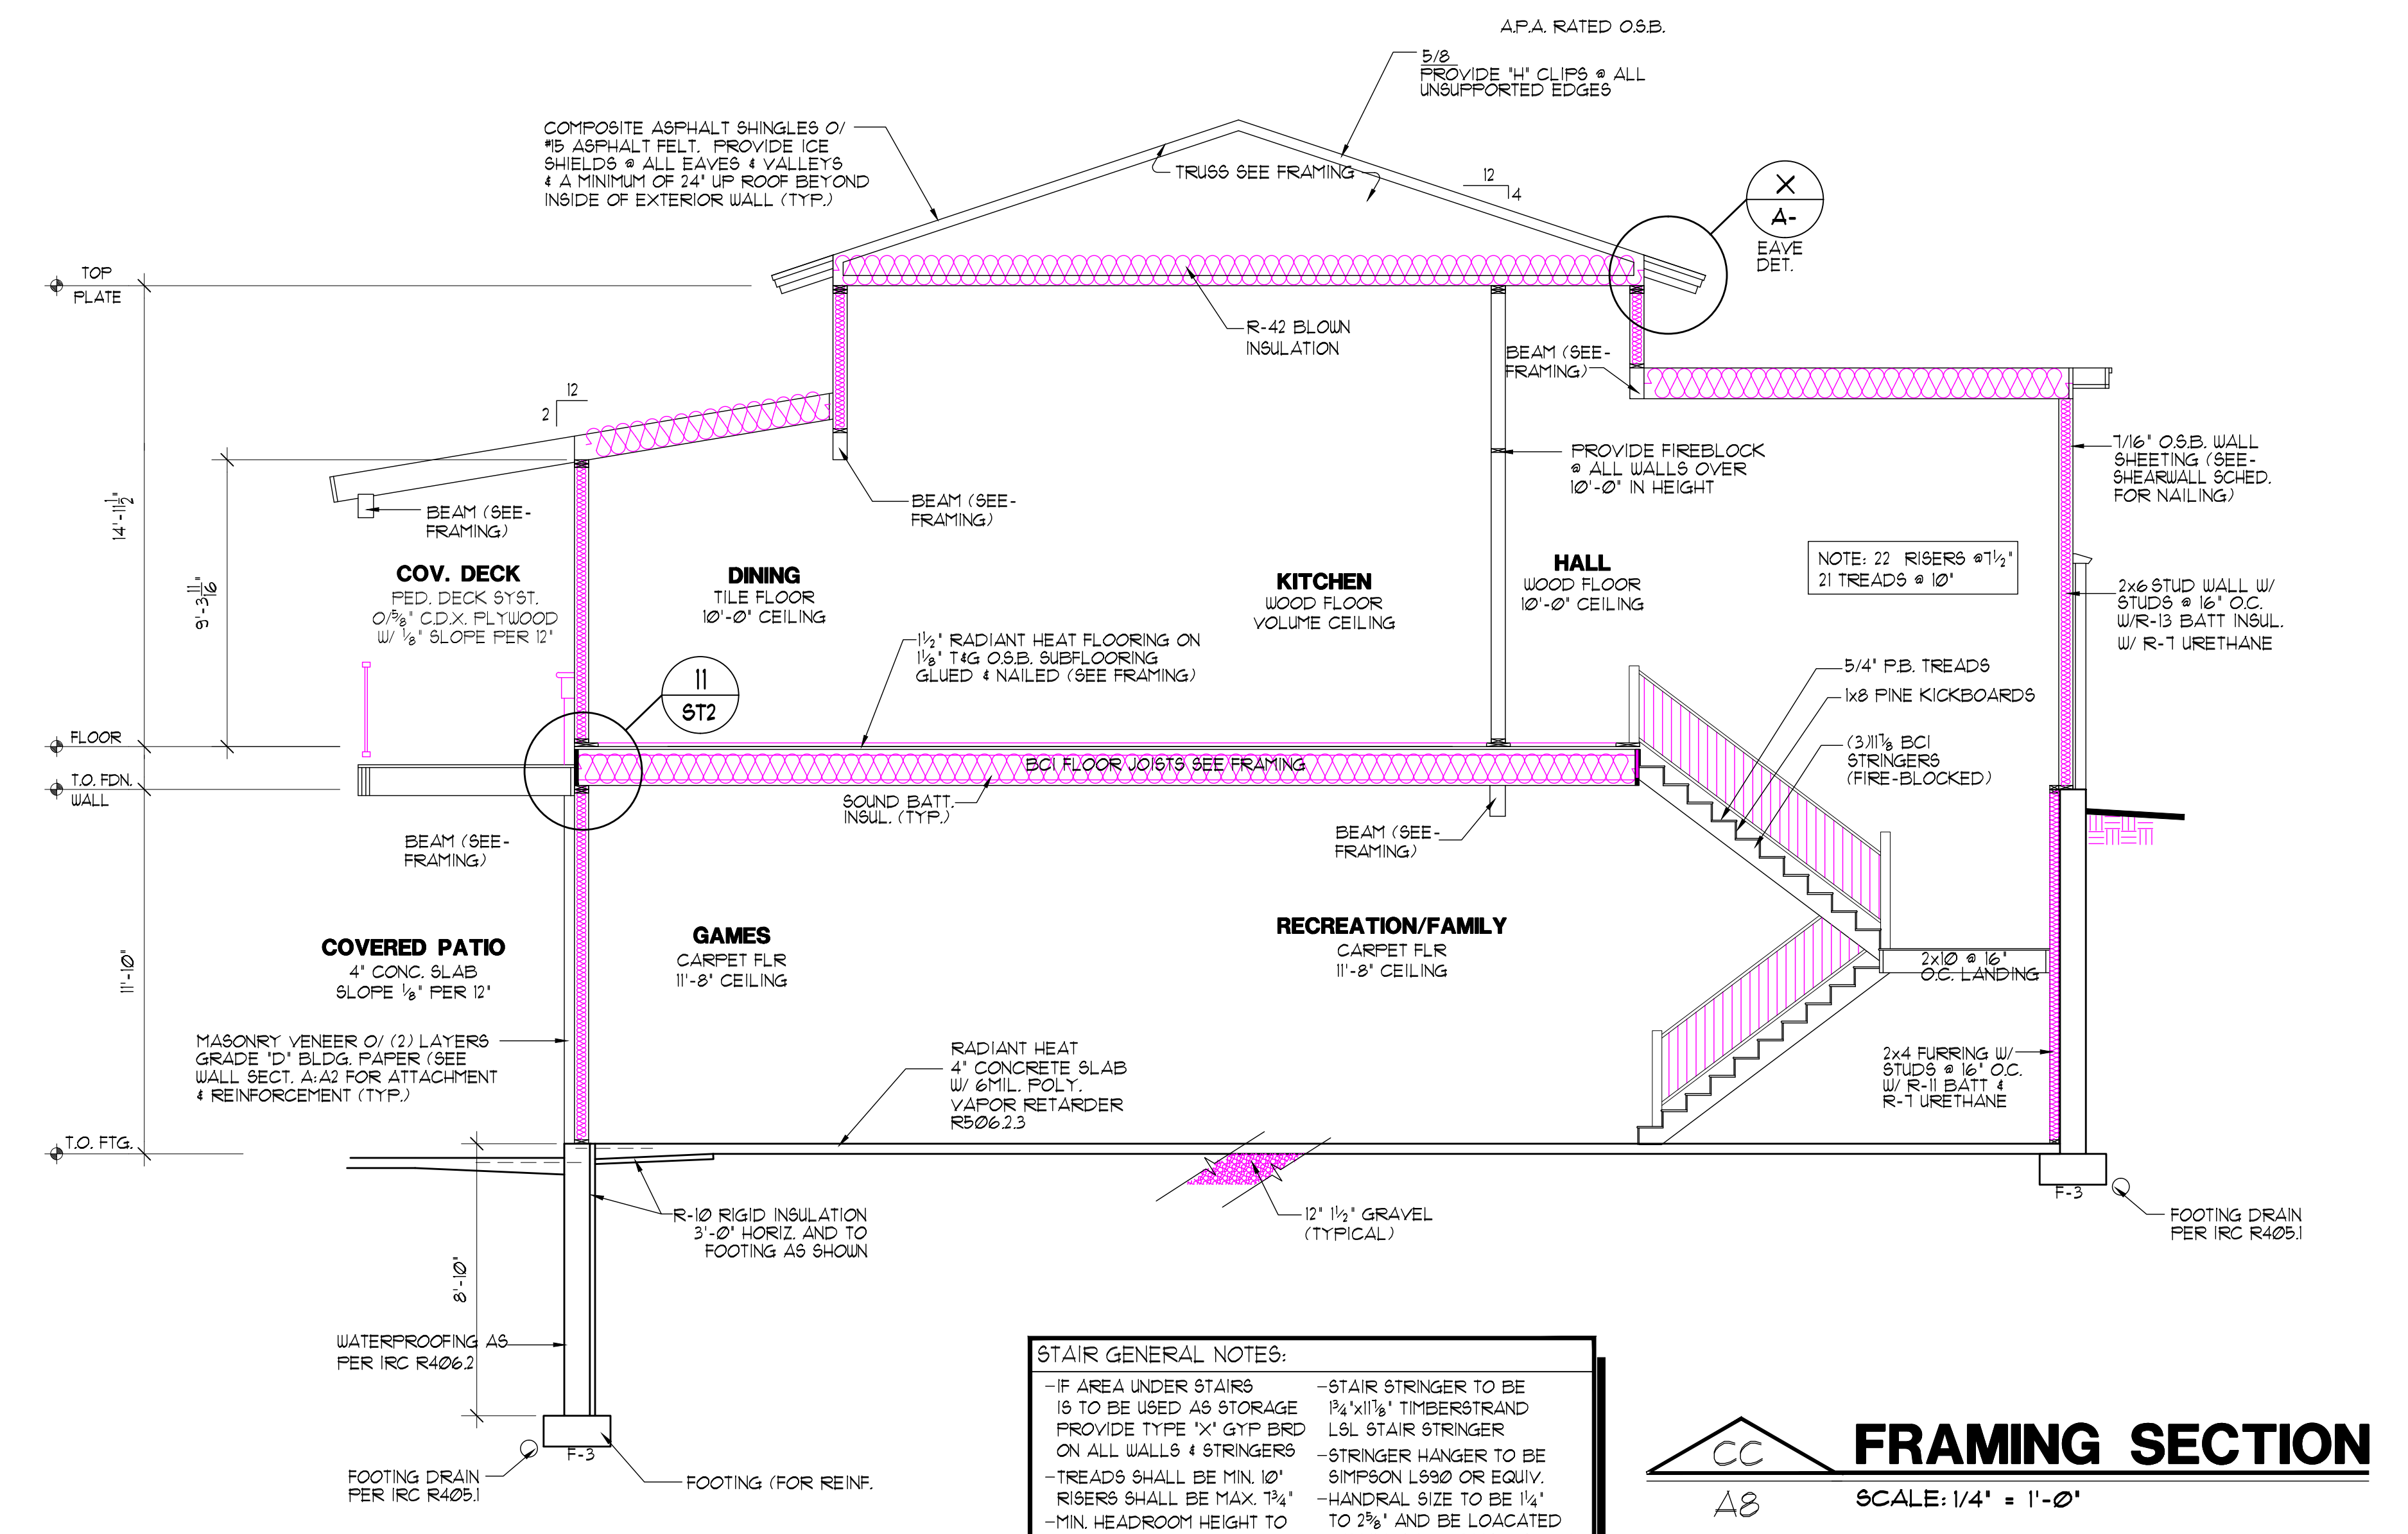 A.P.A. RATED O.S.B.
5/8
PROVIDE "H" CLIPS @ ALL
UNSUPPORTED EDGES
COMPOSITE ASPHALT SHINGLES O/
#15 ASPHALT FELT. PROVIDE ICE
SHIELDS @ ALL EAVES & VALLEYS
& A MINIMUM OF 24" UP ROOF BEYOND
INSIDE OF EXTERIOR WALL (TYP.)
TRUSS SEE FRAMING
12
4
X
A-
EAVE
DET.
TOP
PLATE
R-42 BLOWN
INSULATION
BEAM (SEE-
FRAMING)
12
2
7/16" O.S.B. WALL
SHEETING (SEE-
SHEARWALL SCHED.
FOR NAILING)
PROVIDE FIREBLOCK
@ ALL WALLS OVER
10'-0" IN HEIGHT
BEAM (SEE-
FRAMING)
BEAM (SEE-
FRAMING)
14'-11 1/2"
9'-3 11/16"
COV. DECK
PED. DECK SYST.
O/5/8" C.D.X. PLYWOOD
W/ 1/8" SLOPE PER 12"
DINING
TILE FLOOR
10'-0" CEILING
KITCHEN
WOOD FLOOR
VOLUME CEILING
HALL
WOOD FLOOR
10'-0" CEILING
NOTE: 22 RISERS @7 1/2"
21 TREADS @ 10"
2x6 STUD WALL W/
STUDS @ 16" O.C.
W/R-13 BATT INSUL.
W/ R-7 URETHANE
1 1/2" RADIANT HEAT FLOORING ON
1 1/8" T&G O.S.B. SUBFLOORING
GLUED & NAILED (SEE FRAMING)
5/4" P.B. TREADS
1x8 PINE KICKBOARDS
(3)11 7/8 BCI
STRINGERS
(FIRE-BLOCKED)
11
ST2
FLOOR
T.O. FDN.
WALL
BCI FLOOR JOISTS SEE FRAMING
SOUND BATT.
INSUL. (TYP.)
BEAM (SEE-
FRAMING)
BEAM (SEE-
FRAMING)
11'-10"
COVERED PATIO
4" CONC. SLAB
SLOPE 1/8" PER 12"
GAMES
CARPET FLR
11'-8" CEILING
RECREATION/FAMILY
CARPET FLR
11'-8" CEILING
2x10 @ 16"
O.C. LANDING
MASONRY VENEER O/ (2) LAYERS
GRADE "D" BLDG. PAPER (SEE
WALL SECT. A:A2 FOR ATTACHMENT
& REINFORCEMENT (TYP.)
RADIANT HEAT
4" CONCRETE SLAB
W/ 6MIL. POLY.
VAPOR RETARDER
R506.2.3
2x4 FURRING W/
STUDS @ 16" O.C.
W/ R-11 BATT &
R-7 URETHANE
T.O. FTG.
F-3
R-10 RIGID INSULATION
3'-0" HORIZ. AND TO
FOOTING AS SHOWN
12" 1 1/2" GRAVEL
(TYPICAL)
FOOTING DRAIN
PER IRC R405.1
8'-10"
WATERPROOFING AS
PER IRC R406.2
F-3
FOOTING DRAIN
PER IRC R405.1
FOOTING (FOR REINF.
STAIR GENERAL NOTES:
-IF AREA UNDER STAIRS
IS TO BE USED AS STORAGE
PROVIDE TYPE "X" GYP BRD
ON ALL WALLS & STRINGERS
-TREADS SHALL BE MIN. 10"
RISERS SHALL BE MAX. 7 3/4"
-MIN. HEADROOM HEIGHT TO
-STAIR STRINGER TO BE
1 3/4"x11 7/8" TIMBERSTRAND
LSL STAIR STRINGER
-STRINGER HANGER TO BE
SIMPSON LS90 OR EQUIV.
-HANDRAL SIZE TO BE 1 1/4"
TO 2 5/8" AND BE LOACATED
CC
A8
FRAMING SECTION
SCALE: 1/4" = 1'-0"